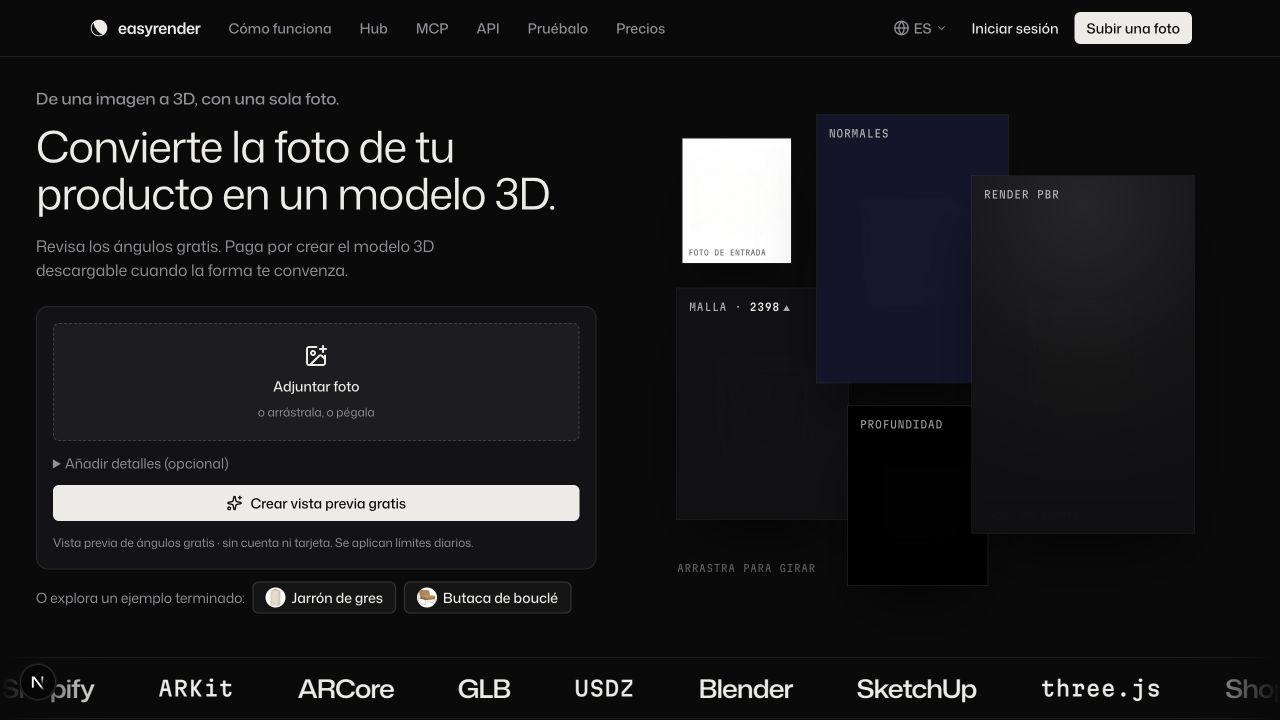 easyrender
Cómo funciona
Hub
MCP
API
Pruébalo
Precios
ES
Iniciar sesión
Subir una foto
De una imagen a 3D, con una sola foto.
Convierte la foto de tu
producto en un modelo 3D.
Revisa los ángulos gratis. Paga por crear el modelo 3D
descargable cuando la forma te convenza.
Adjuntar foto
o arrástrala, o pégala
▶ Añadir detalles (opcional)
Crear vista previa gratis
Vista previa de ángulos gratis · sin cuenta ni tarjeta. Se aplican límites diarios.
O explora un ejemplo terminado:
Jarrón de gres
Butaca de bouclé
FOTO DE ENTRADA
NORMALES
RENDER PBR
MALLA · 2398 ▲
PROFUNDIDAD
ARRASTRA PARA GIRAR
N
ARKit
ARCore
GLB
USDZ
Blender
SketchUp
three.js